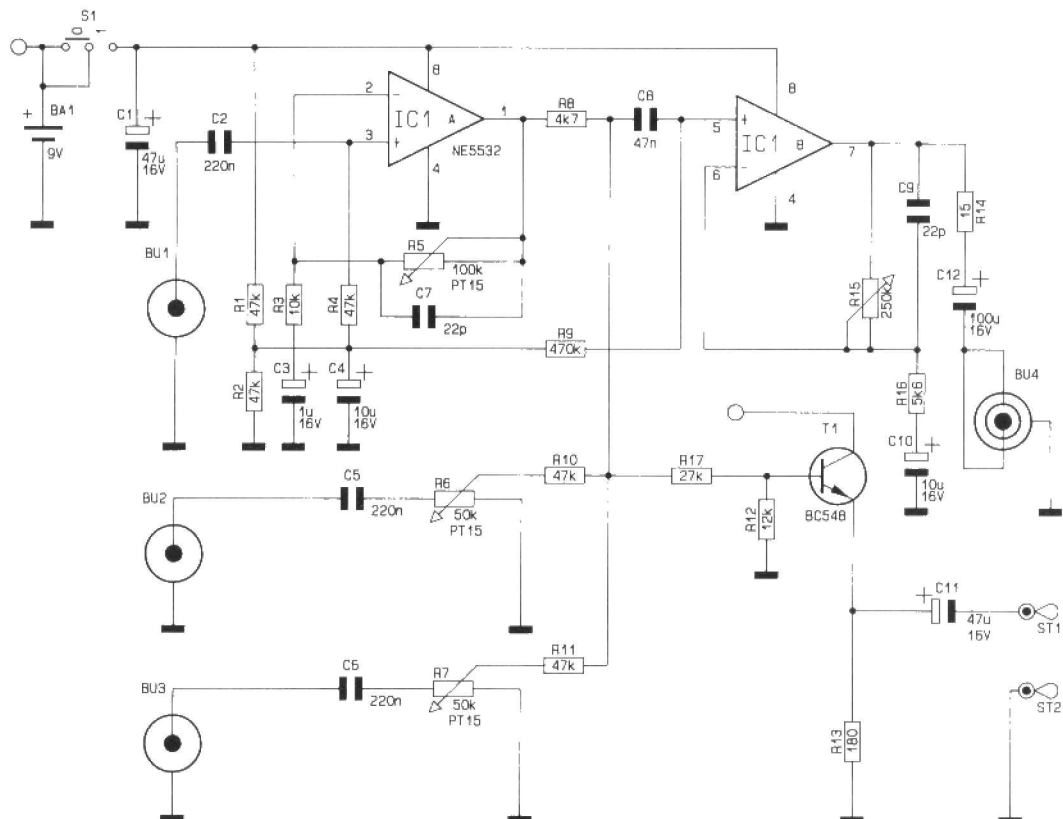 S1
BA1
+
9V
C1
+
47u
16V
C2
220n
2
3
8
IC1 A
1
NE5532
4
R8
4k7
C8
47n
5
6
8
IC1 B
7
4
C9
22p
15
R14
C12
+
100u
16V
BU1
R1
47k
R3
10k
R4
47k
R5
100k
PT15
C7
22p
R15
250k
R2
47k
C3
+
1u
16V
C4
+
10u
16V
R9
470k
R16
5k6
BU4
C10
+
10u
16V
T1
BC548
BU2
C5
220n
R6
50k
PT15
R10
47k
R17
27k
R12
12k
C11
+
47u
16V
ST1
BU3
C6
220n
R7
50k
PT15
R11
47k
ST2
R13
180